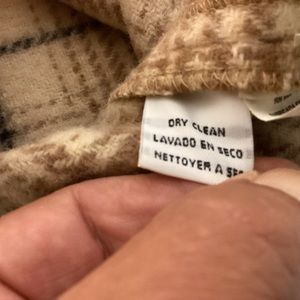 DRY CLEAN
LAVADO EN SECO
NETTOYER A SEC